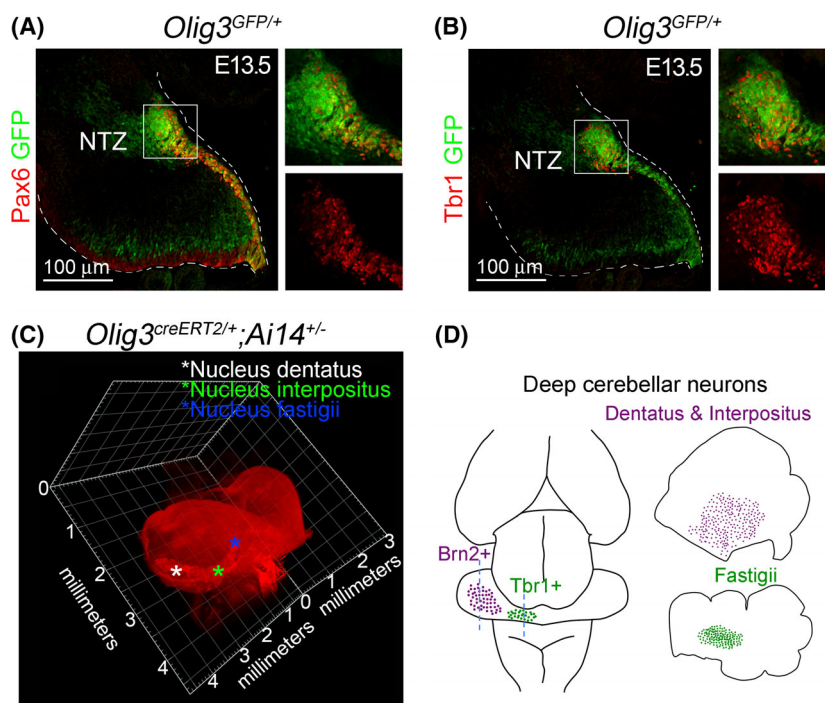 (A) Olig3GFP/+
E13.5
NTZ
Pax6 GFP
100 μm
(B) Olig3GFP/+
E13.5
NTZ
Tbr1 GFP
100 μm
(C) Olig3creERT2/+;Ai14+/-
*Nucleus dentatus
*Nucleus interpositus
*Nucleus fastigii
0
1
2
3
4
millimeters
4
3
2
1
0
millimeters
0
1
2
3
millimeters
*
*
*
(D)
Deep cerebellar neurons
Dentatus & Interpositus
Brn2+
Tbr1+
Fastigii